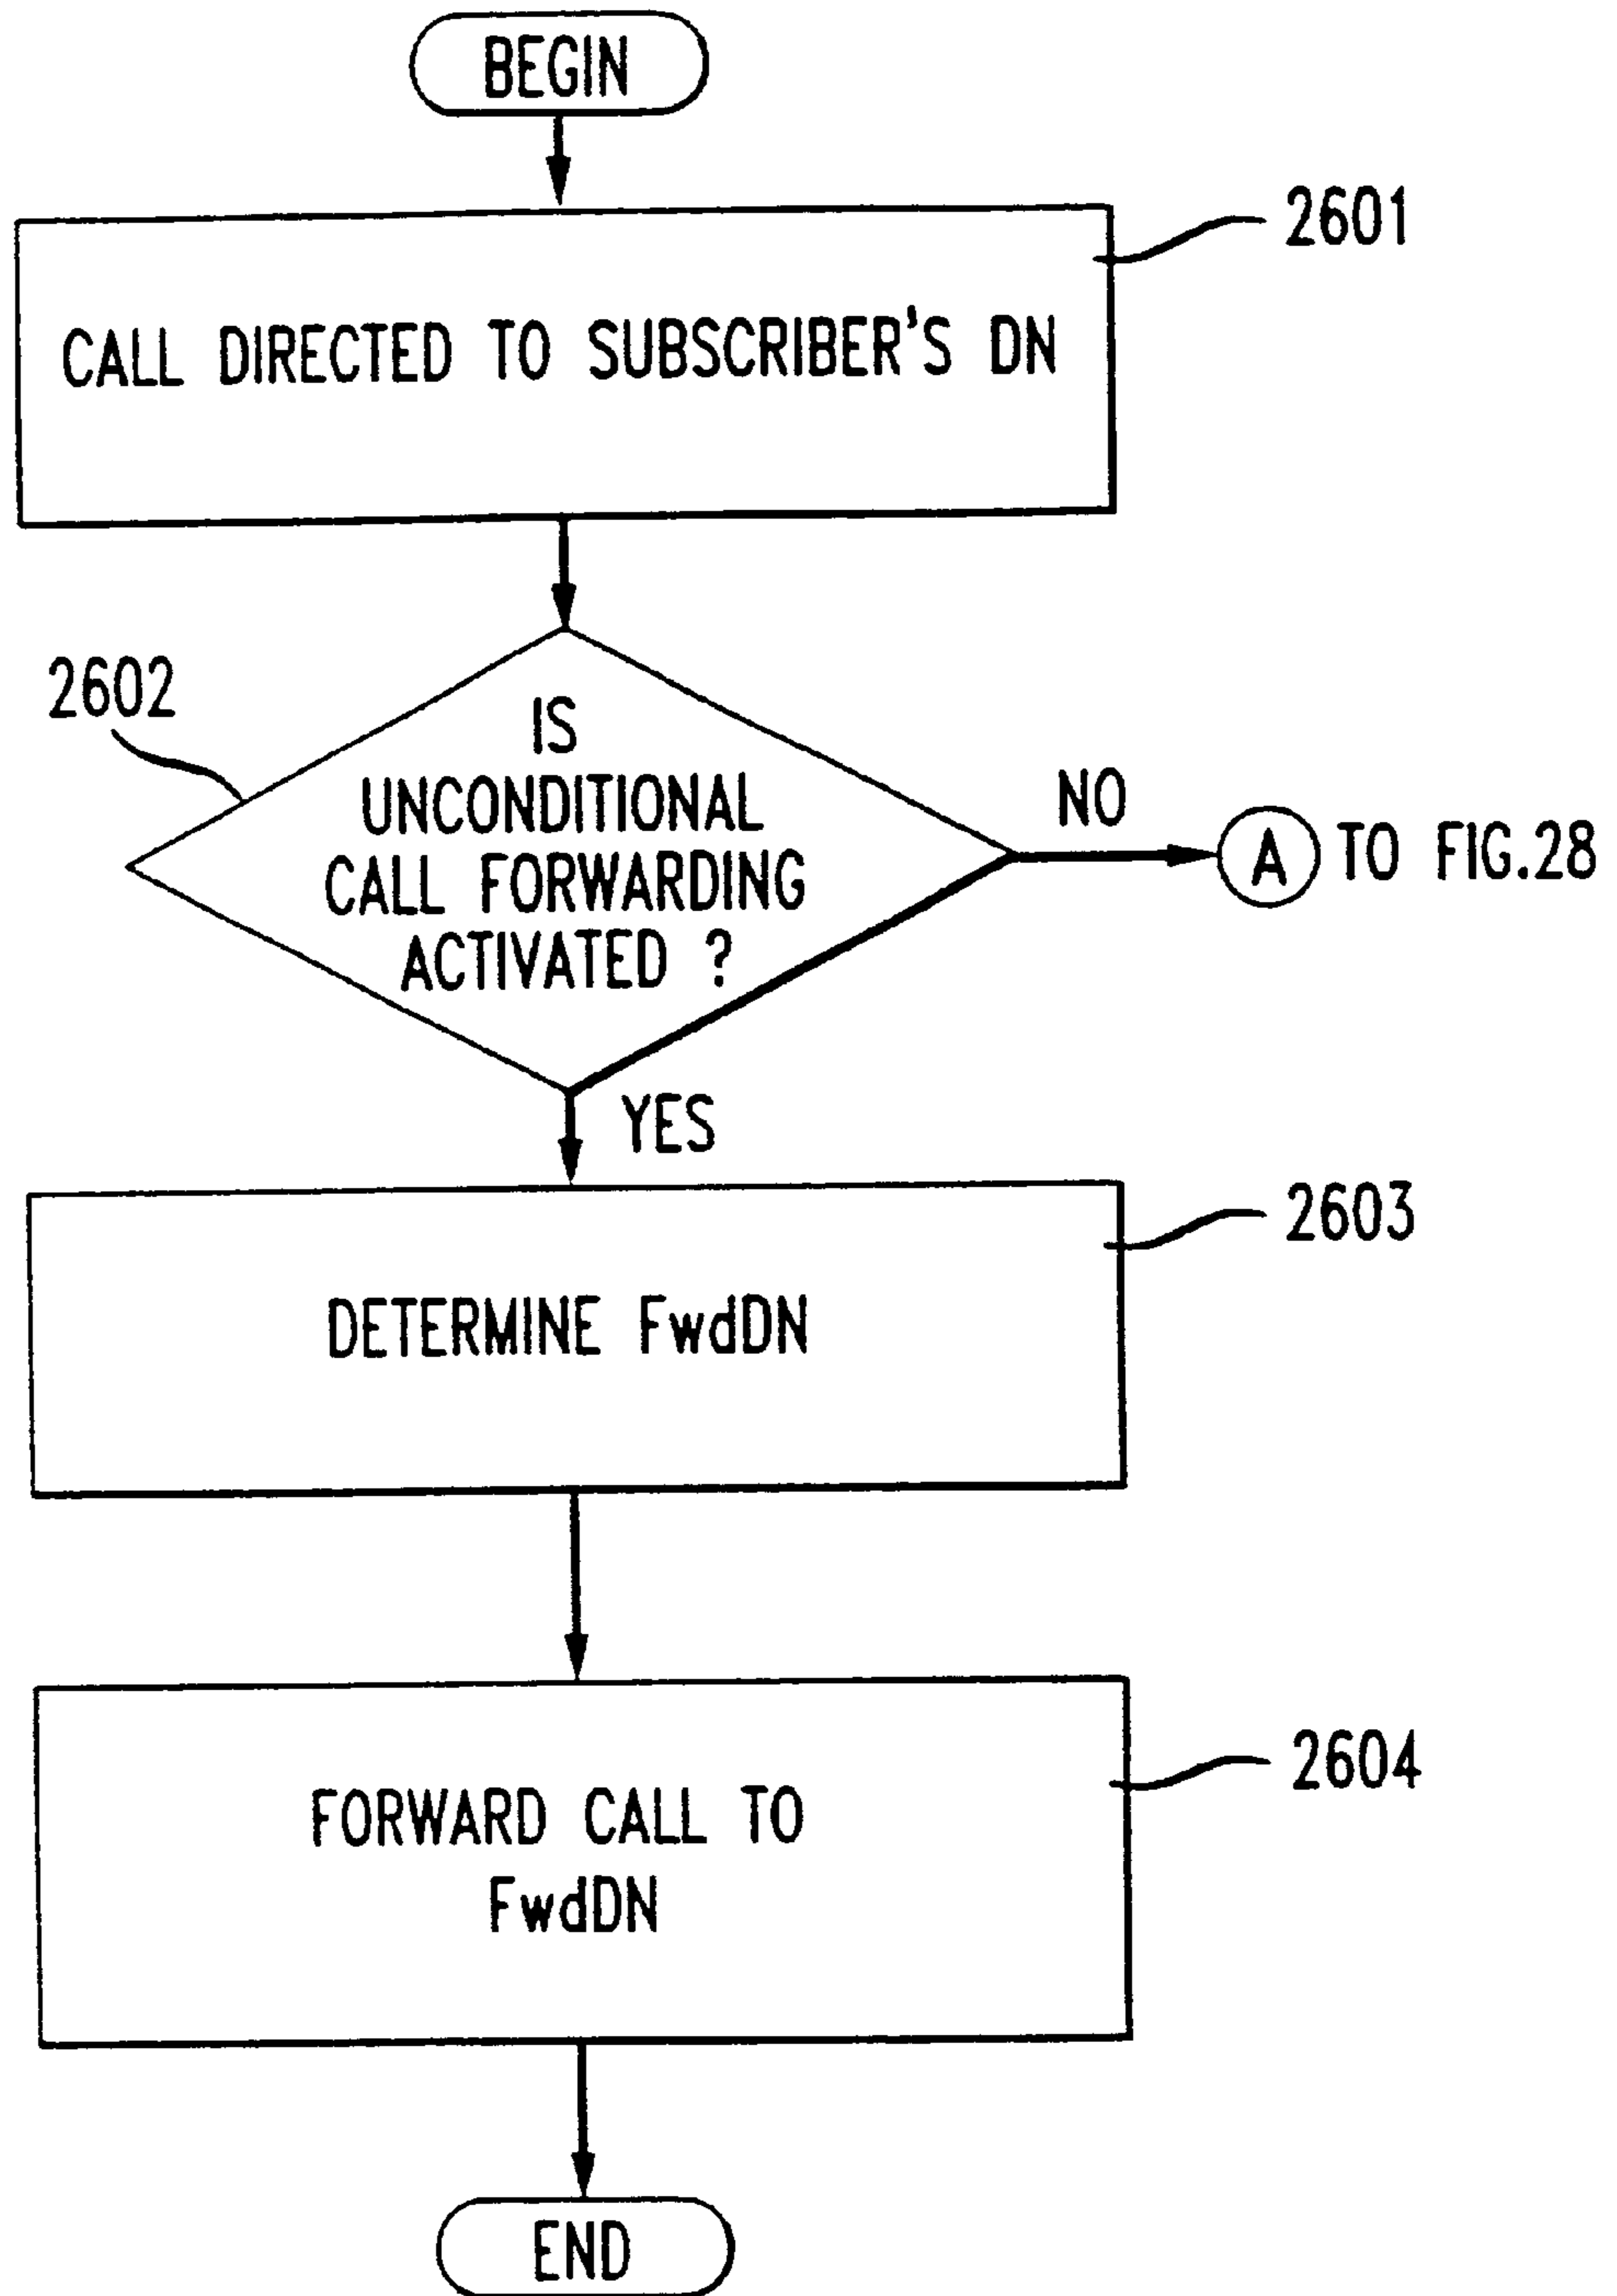 BEGIN
2601
CALL DIRECTED TO SUBSCRIBER'S DN
2602
IS
UNCONDITIONAL
CALL FORWARDING
ACTIVATED ?
NO
A TO FIG.28
YES
2603
DETERMINE FwdDN
2604
FORWARD CALL TO
FwdDN
END